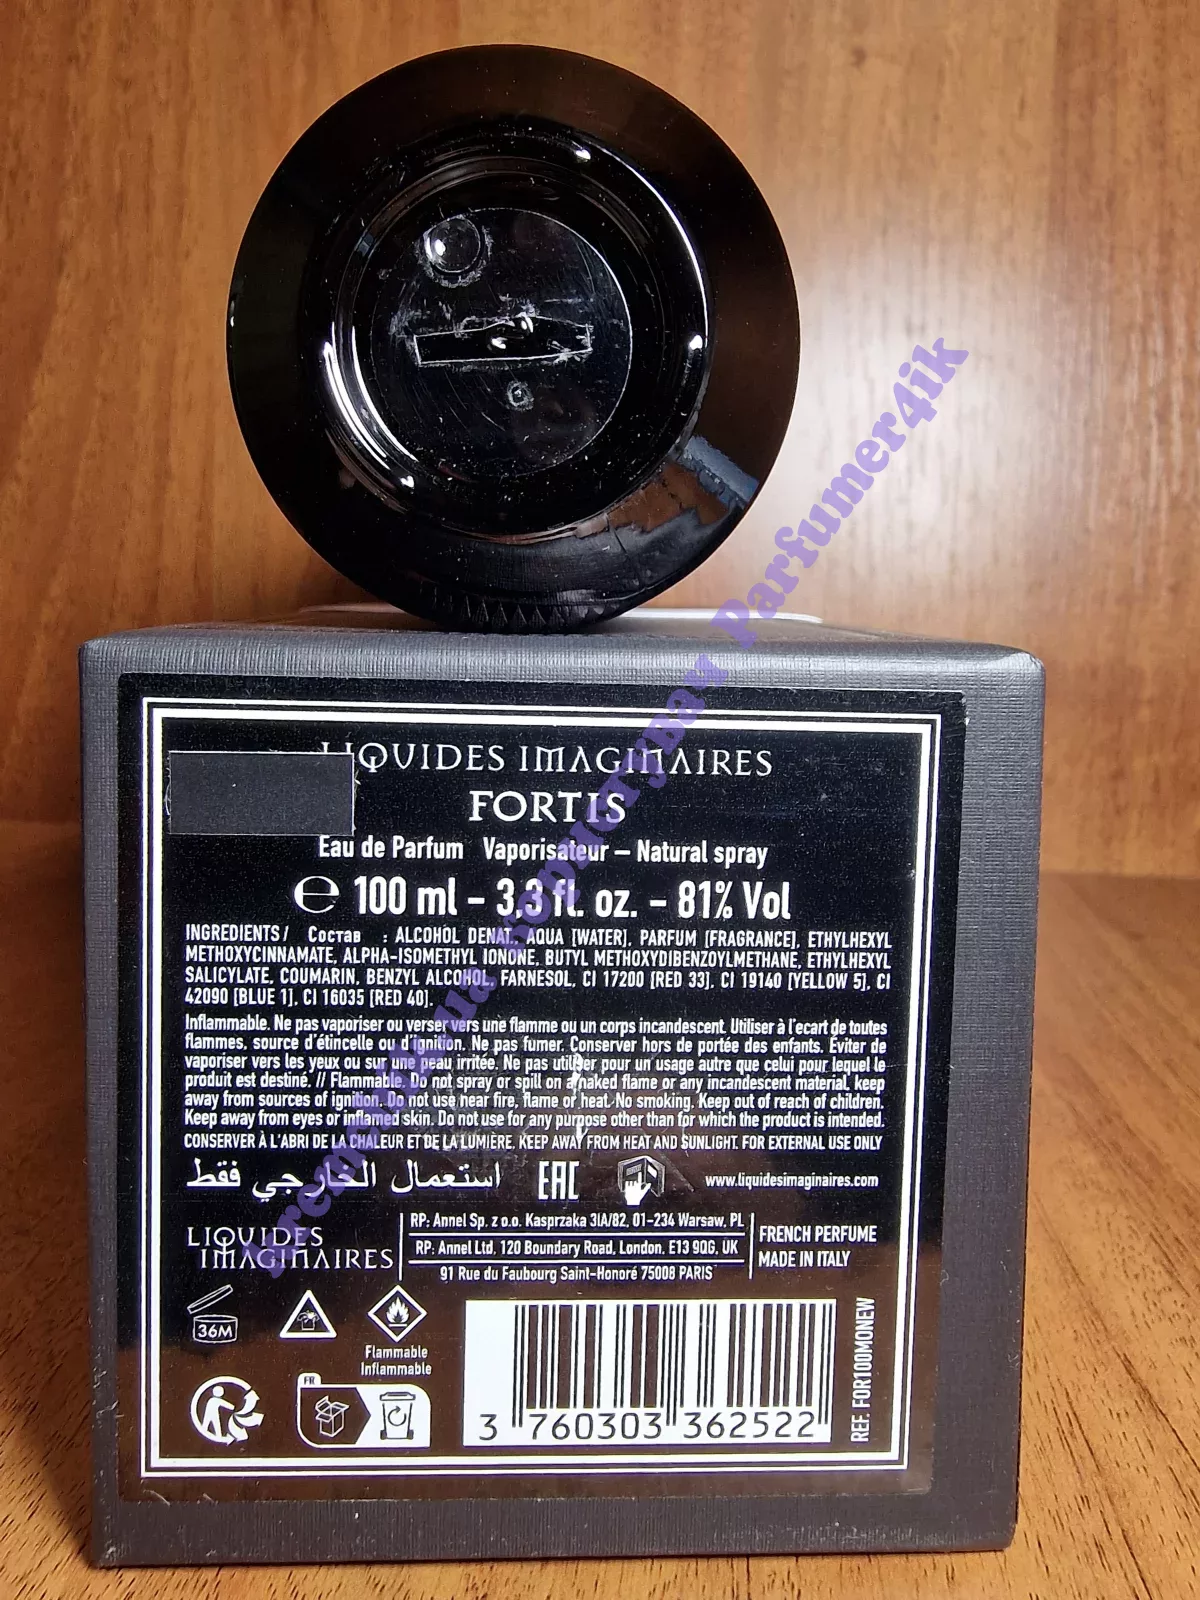 LIQUIDES IMAGINAIRES
FORTIS
Eau de Parfum Vaporisateur – Natural spray
℮ 100 ml – 3.3 fl. oz. – 81% Vol
INGREDIENTS / Состав : ALCOHOL DENAT., AQUA [WATER], PARFUM [FRAGRANCE], ETHYLHEXYL
METHOXYCINNAMATE, ALPHA-ISOMETHYL IONONE, BUTYL METHOXYDIBENZOYLMETHANE, ETHYLHEXYL
SALICYLATE, COUMARIN, BENZYL ALCOHOL, FARNESOL, CI 17200 [RED 33], CI 19140 [YELLOW 5], CI
42090 [BLUE 1], CI 16035 [RED 40].
Inflammable. Ne pas vaporiser ou verser vers une flamme ou un corps incandescent. Utiliser à l'ecart de toutes
flammes, source d'étincelle ou d'ignition. Ne pas fumer. Conserver hors de portée des enfants. Éviter de
vaporiser vers les yeux ou sur une peau irritée. Ne pas utiliser pour un usage autre que celui pour lequel le
produit est destiné. // Flammable. Do not spray or spill on a naked flame or any incandescent material, keep
away from sources of ignition. Do not use near fire, flame or heat. No smoking. Keep out of reach of children.
Keep away from eyes or inflamed skin. Do not use for any purpose other than for which the product is intended.
CONSERVER À L'ABRI DE LA CHALEUR ET DE LA LUMIÈRE. KEEP AWAY FROM HEAT AND SUNLIGHT. FOR EXTERNAL USE ONLY
استعمال الخارجي فقط
EAC
www.liquidesimaginaires.com
LIQUIDES
IMAGINAIRES
RP: Annel Sp. z o.o. Kasprzaka 31A/82, 01-234 Warsaw, PL
RP: Annel Ltd, 120 Boundary Road, London, E13 9QG, UK
91 Rue du Faubourg Saint-Honoré 75008 PARIS
FRENCH PERFUME
MADE IN ITALY
36M
Flammable
Inflammable
FR
3 760303 362522
REF. FOR100MONEW
Parfumer4ik